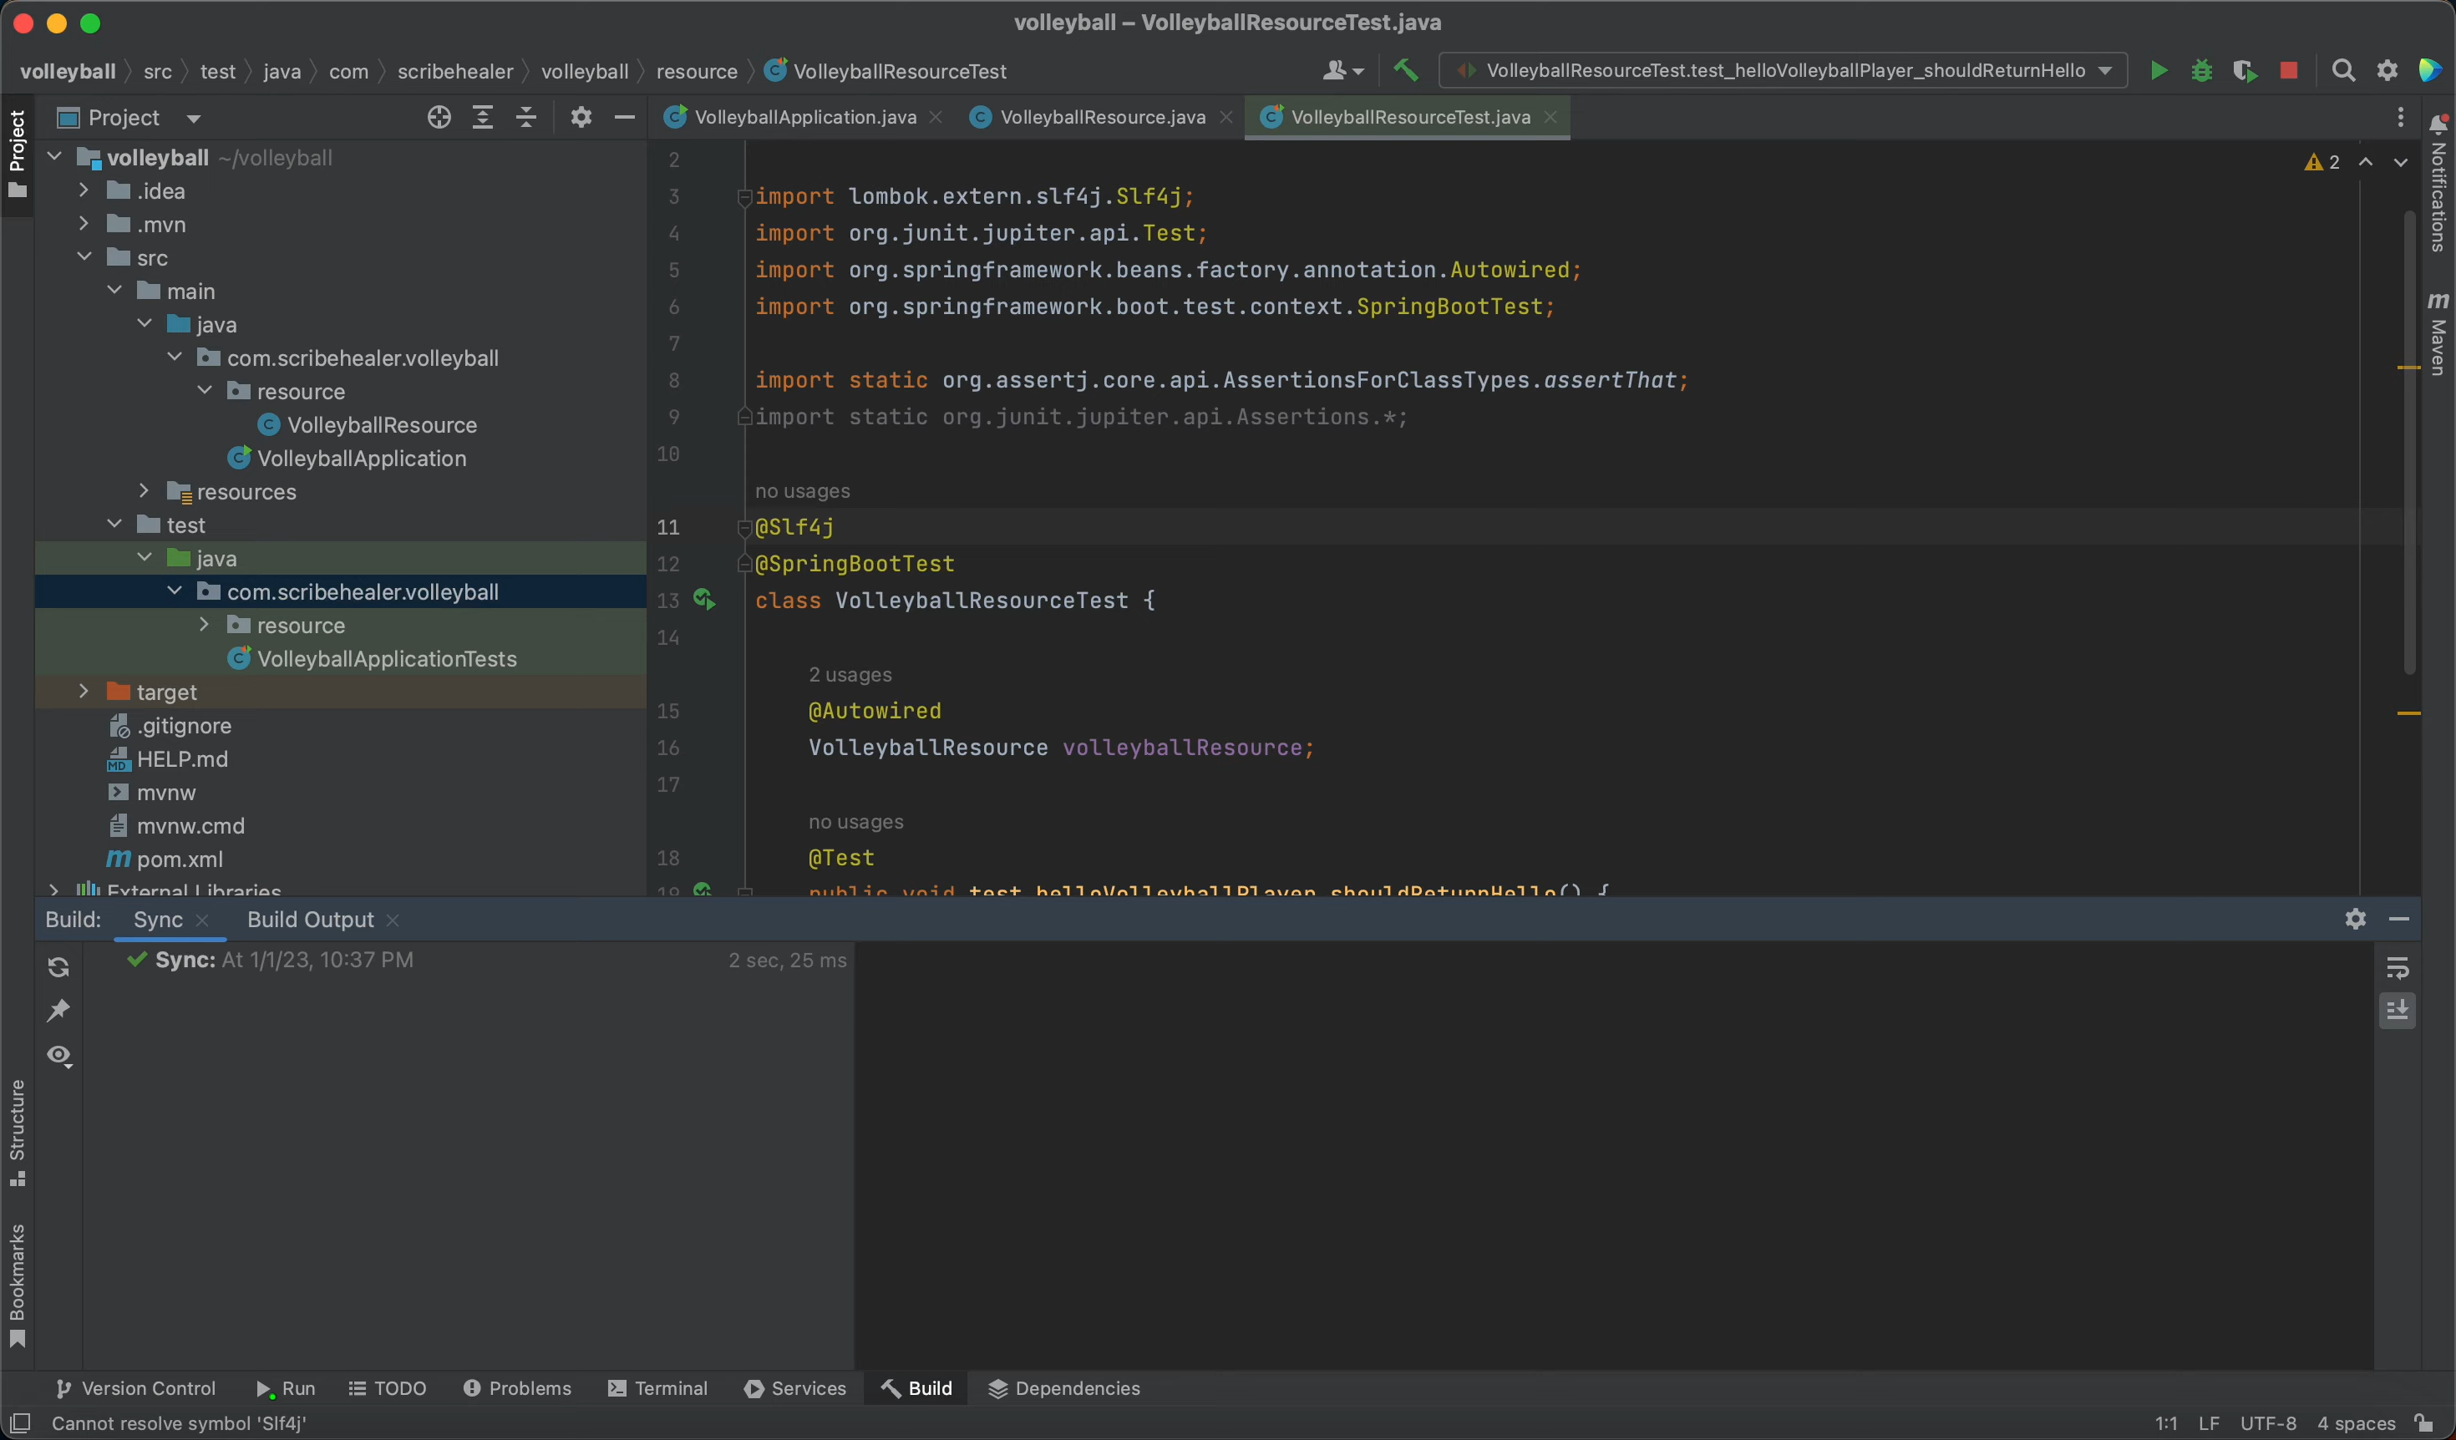 volleyball – VolleyballResourceTest.java
volleyball src test java com scribehealer volleyball resource VolleyballResourceTest
VolleyballResourceTest.test_helloVolleyballPlayer_shouldReturnHello
Project
Project
VolleyballApplication.java
VolleyballResource.java
VolleyballResourceTest.java
volleyball ~/volleyball
.idea
.mvn
src
main
java
com.scribehealer.volleyball
resource
VolleyballResource
VolleyballApplication
resources
test
java
com.scribehealer.volleyball
resource
VolleyballApplicationTests
target
.gitignore
HELP.md
mvnw
mvnw.cmd
pom.xml
External Libraries
2
2
3 import lombok.extern.slf4j.Slf4j;
4 import org.junit.jupiter.api.Test;
5 import org.springframework.beans.factory.annotation.Autowired;
6 import org.springframework.boot.test.context.SpringBootTest;
7
8 import static org.assertj.core.api.AssertionsForClassTypes.assertThat;
9 import static org.junit.jupiter.api.Assertions.*;
10
no usages
11 @Slf4j
12 @SpringBootTest
13 class VolleyballResourceTest {
14
2 usages
15 @Autowired
16 VolleyballResource volleyballResource;
17
no usages
18 @Test
19 public void test_helloVolleyballPlayer_shouldReturnHello() {
Notifications
Maven
Build: Sync Build Output
Sync: At 1/1/23, 10:37 PM 2 sec, 25 ms
Structure
Bookmarks
Version Control Run TODO Problems Terminal Services Build Dependencies
Cannot resolve symbol 'Slf4j' 1:1 LF UTF-8 4 spaces